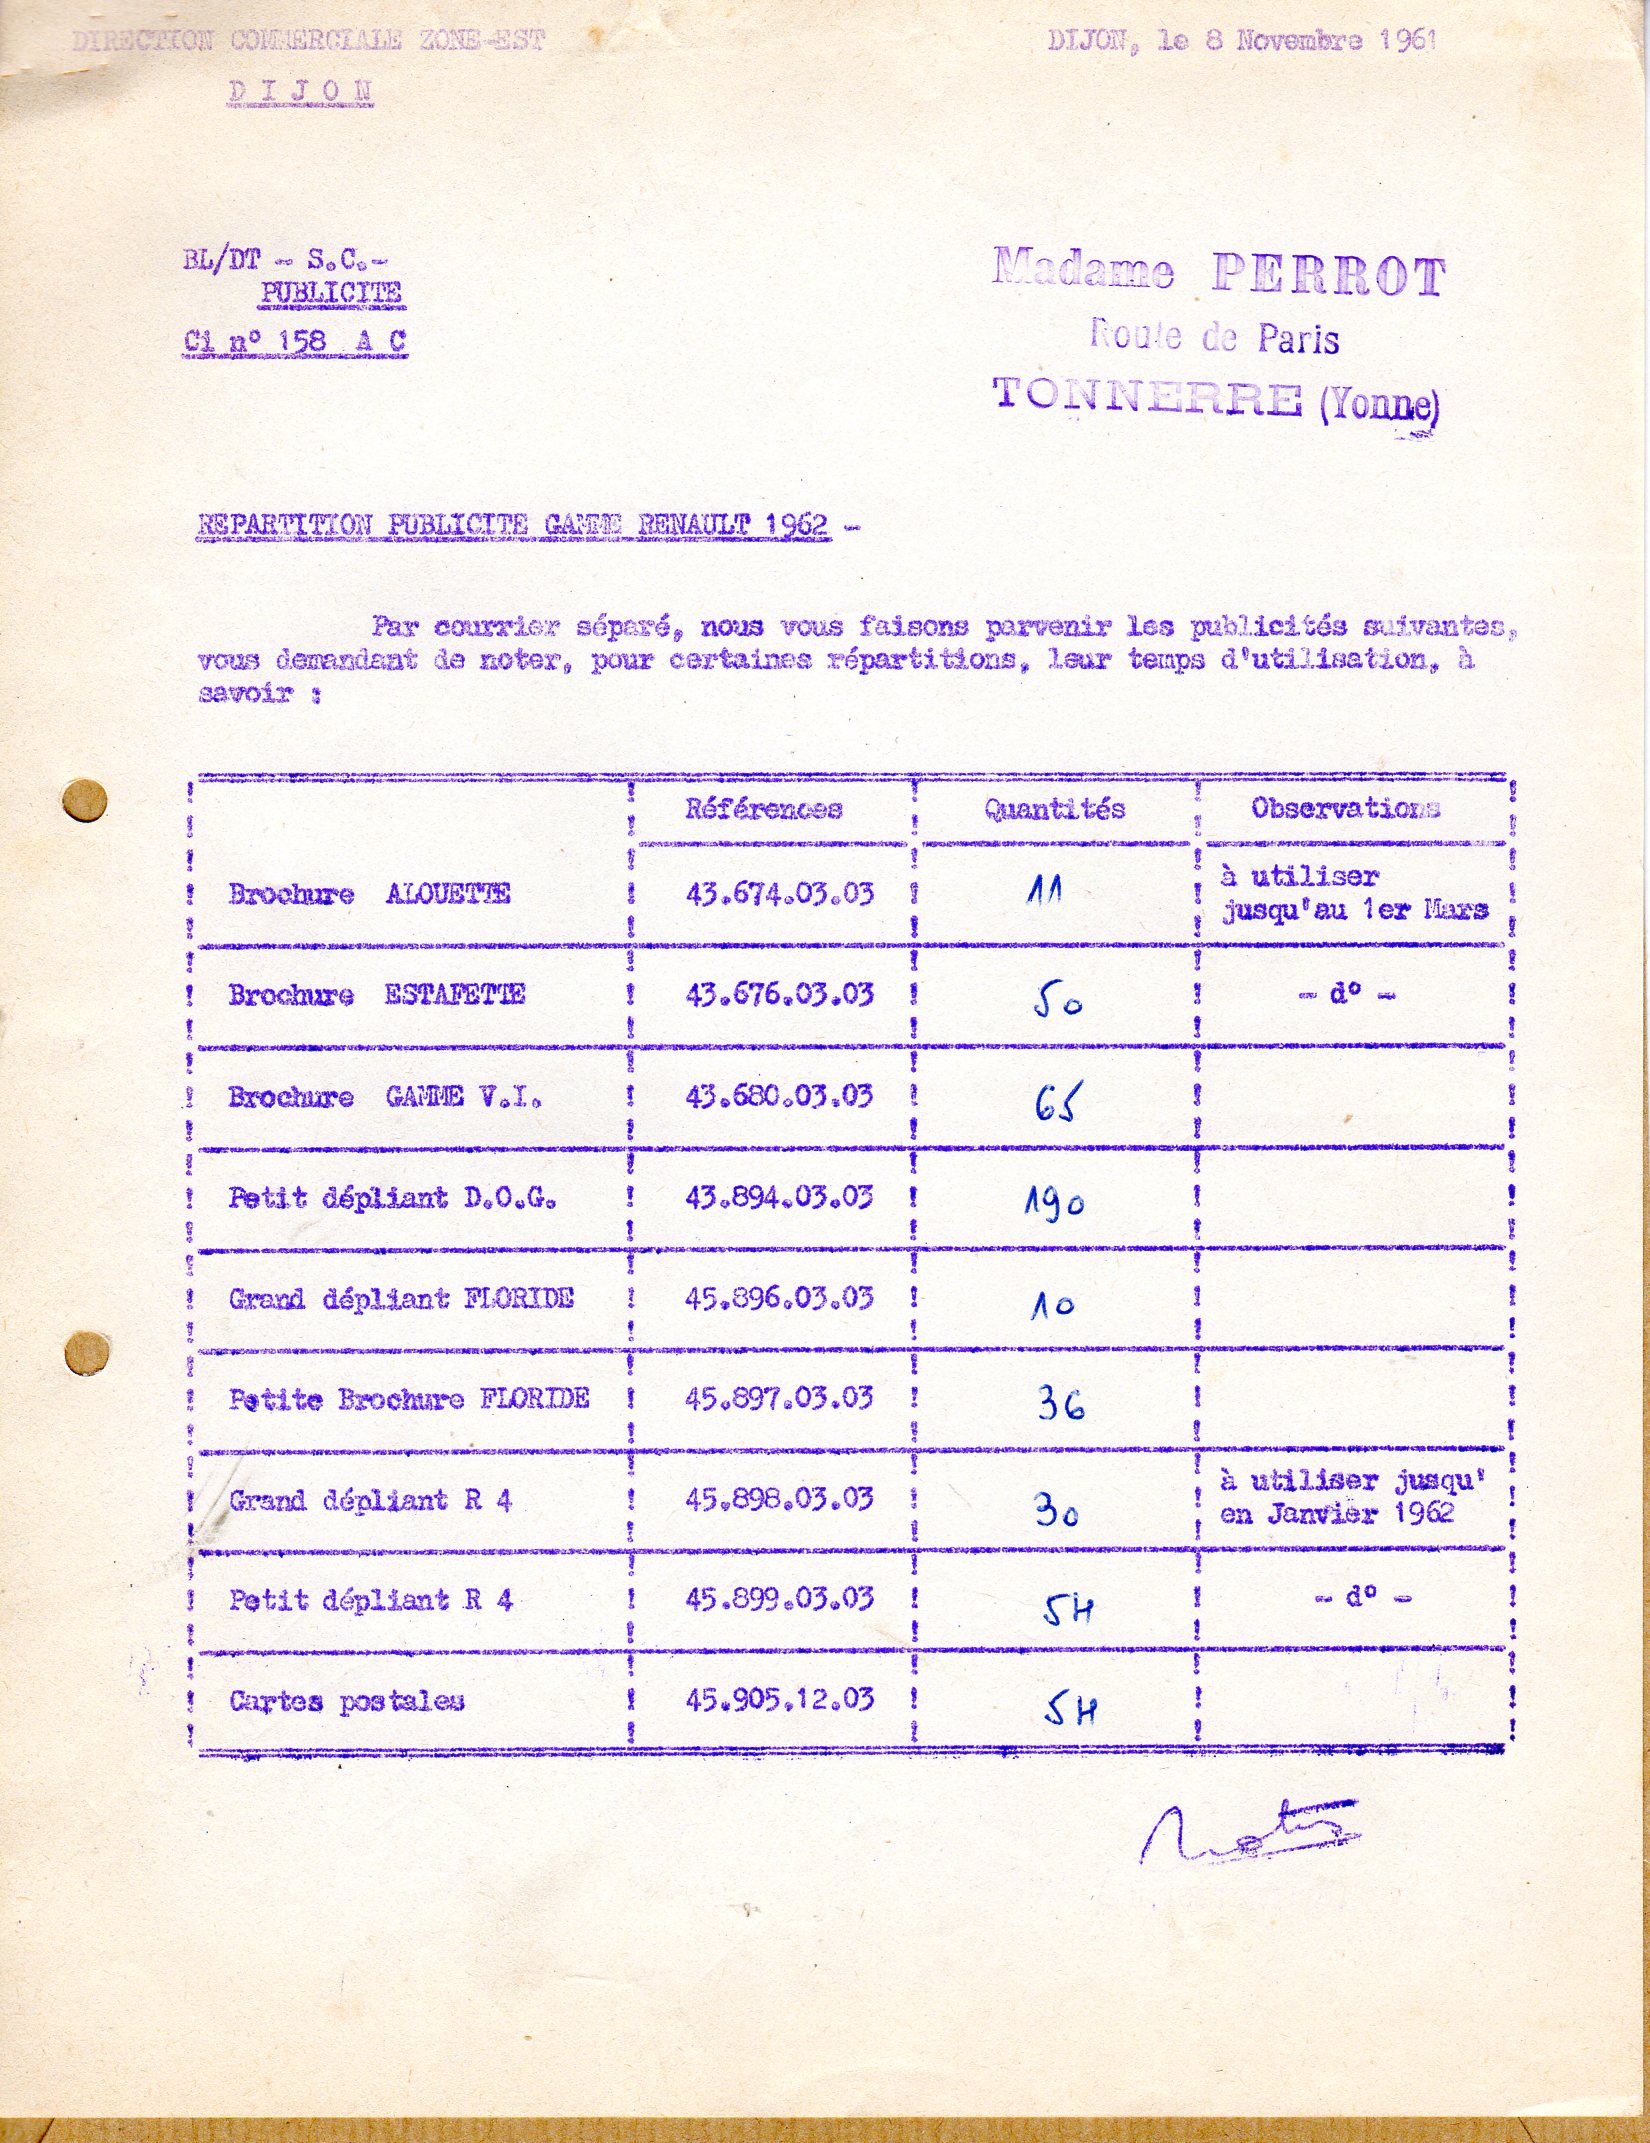 DIRECTION COMMERCIALE ZONE-EST
DIJON, le 8 Novembre 1961
D I J O N
BL/DT - S.C.-
PUBLICITE
Ci n° 158 A C
Madame PERROT
Route de Paris
TONNERRE (Yonne)
REPARTITION PUBLICITE GAMME RENAULT 1962 -
Par courrier séparé, nous vous faisons parvenir les publicités suivantes,
vous demandant de noter, pour certaines répartitions, leur temps d'utilisation, à
savoir :
Références Quantités Observations
Brochure ALOUETTE 43.674.03.03 11 à utiliser
jusqu'au 1er Mars
Brochure ESTAFETTE 43.676.03.03 50 - d° -
Brochure GAMME V.I. 43.680.03.03 65
Petit dépliant D.O.G. 43.894.03.03 190
Grand dépliant FLORIDE 45.896.03.03 10
Petite Brochure FLORIDE 45.897.03.03 36
Grand dépliant R 4 45.898.03.03 30 à utiliser jusqu'
en Janvier 1962
Petit dépliant R 4 45.899.03.03 54 - d° -
Cartes postales 45.905.12.03 54